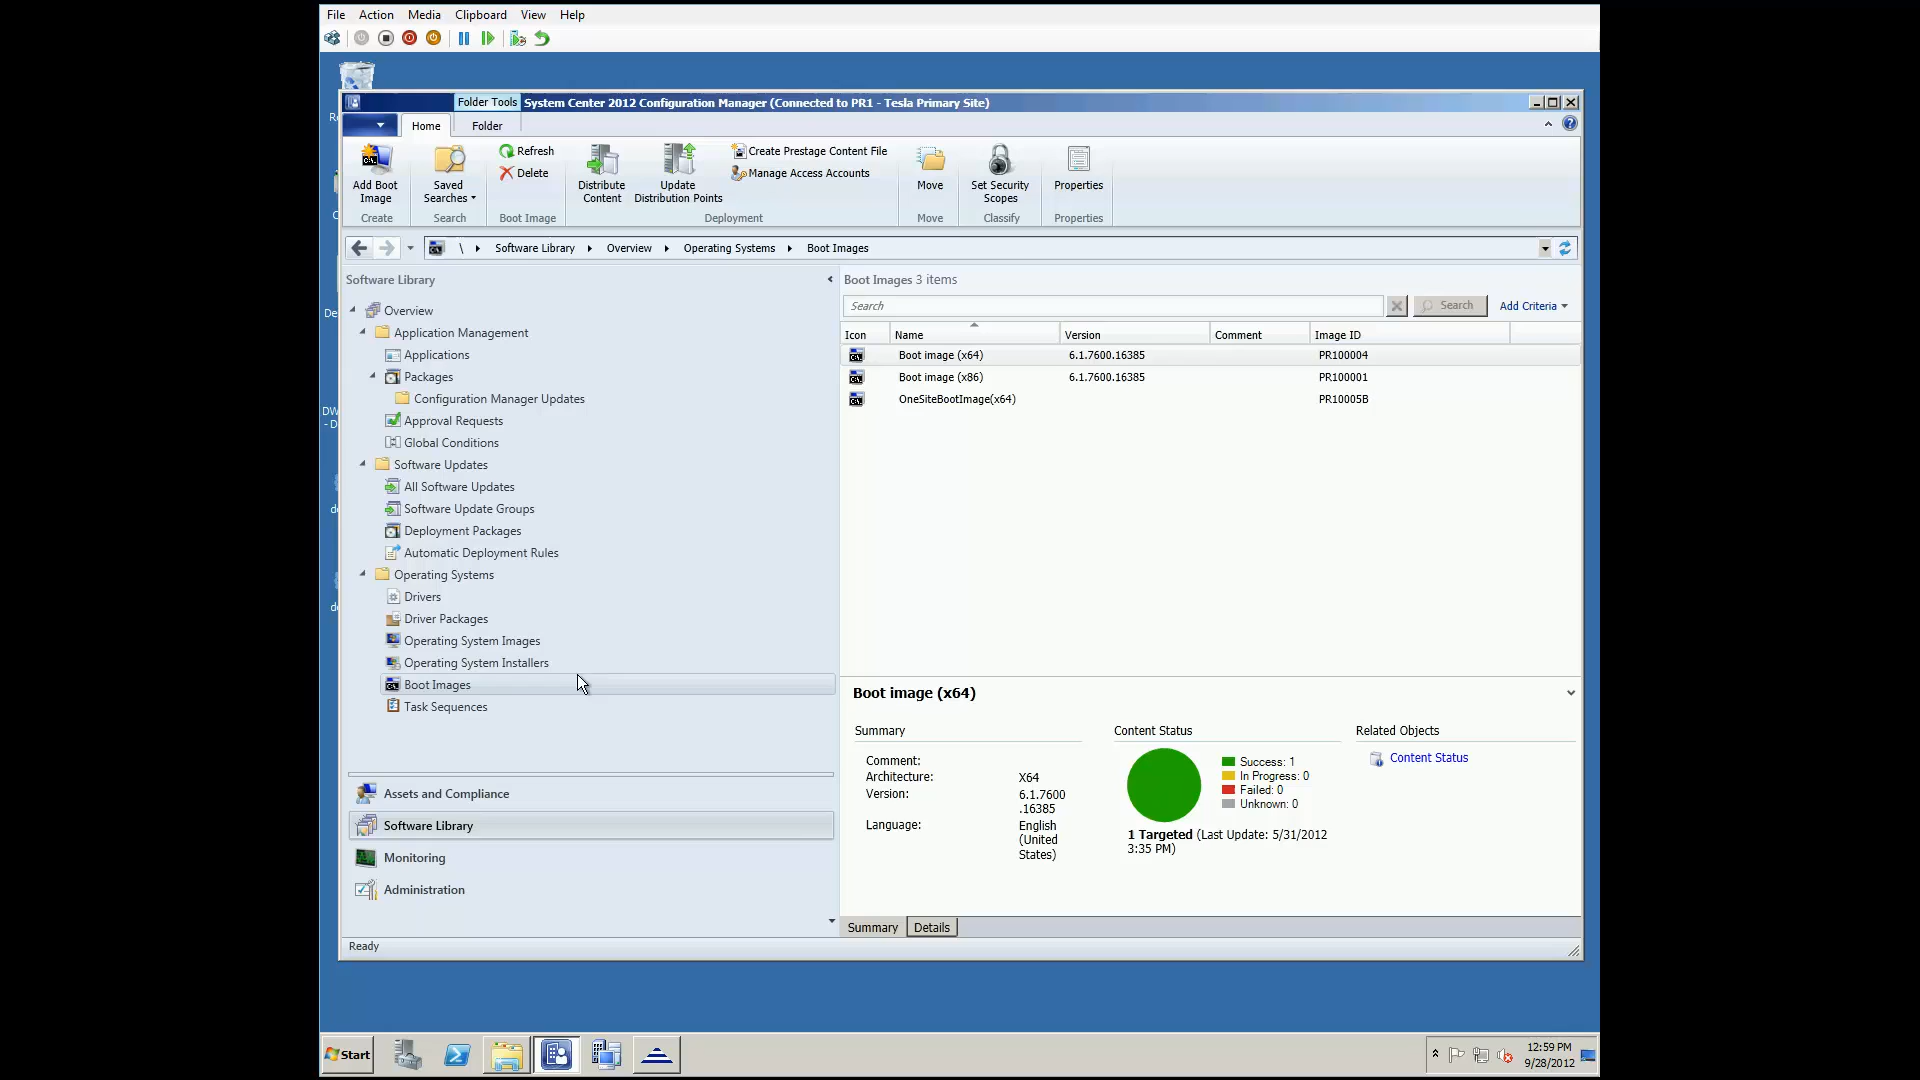 File Action Media Clipboard View Help
Folder Tools System Center 2012 Configuration Manager (Connected to PR1 - Tesla Primary Site)
Home Folder
Add Boot Image
Saved Searches
Refresh
Delete
Distribute Content
Update Distribution Points
Create Prestage Content File
Manage Access Accounts
Move
Set Security Scopes
Properties
Create Search Boot Image Deployment Move Classify Properties
\ Software Library Overview Operating Systems Boot Images
Software Library
Overview
Application Management
Applications
Packages
Configuration Manager Updates
Approval Requests
Global Conditions
Software Updates
All Software Updates
Software Update Groups
Deployment Packages
Automatic Deployment Rules
Operating Systems
Drivers
Driver Packages
Operating System Images
Operating System Installers
Boot Images
Task Sequences
Assets and Compliance
Software Library
Monitoring
Administration
Boot Images 3 items
Search Search Add Criteria
Icon Name Version Comment Image ID
Boot image (x64) 6.1.7600.16385 PR100004
Boot image (x86) 6.1.7600.16385 PR100001
OneSiteBootImage(x64) PR10005B
Boot image (x64)
Summary
Comment:
Architecture: X64
Version: 6.1.7600
.16385
Language: English
(United
States)
Content Status
Success: 1
In Progress: 0
Failed: 0
Unknown: 0
1 Targeted (Last Update: 5/31/2012
3:35 PM)
Related Objects
Content Status
Summary Details
Ready
Start
12:59 PM
9/28/2012